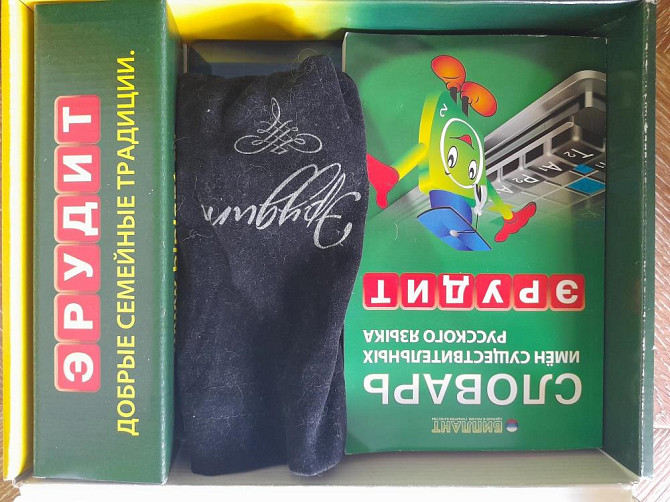 ЭРУДИТ
ДОБРЫЕ СЕМЕЙНЫЕ ТРАДИЦИИ.
Эрудит
БИПЛАНТ
СЛОВАРЬ
ИМЁН СУЩЕСТВИТЕЛЬНЫХ
РУССКОГО ЯЗЫКА
ЭРУДИТ